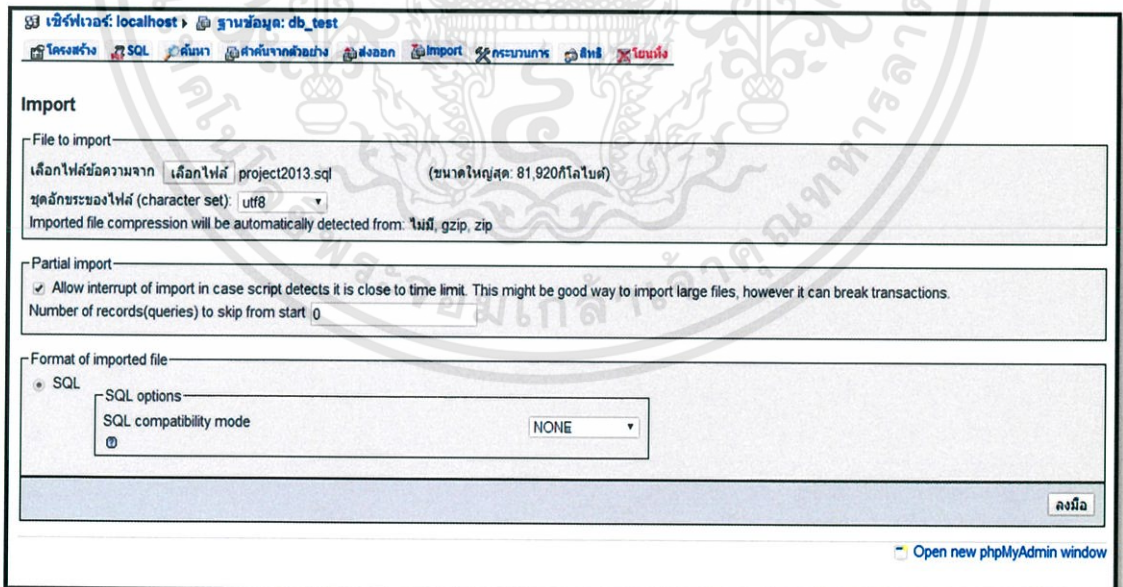 เซิร์ฟเวอร์: localhost ▸ ฐานข้อมูล: db_test
โครงสร้าง SQL ค้นหา คำค้นจากตัวอย่าง ส่งออก Import กระบวนการ สิทธิ โยนทิ้ง
Import
File to import
เลือกไฟล์ข้อความจาก เลือกไฟล์ project2013.sql (ขนาดใหญ่สุด: 81,920กิโลไบต์)
ชุดอักขระของไฟล์ (character set): utf8
Imported file compression will be automatically detected from: ไม่มี, gzip, zip
Partial import
Allow interrupt of import in case script detects it is close to time limit. This might be good way to import large files, however it can break transactions.
Number of records(queries) to skip from start 0
Format of imported file
SQL
SQL options
SQL compatibility mode NONE
ลงมือ
Open new phpMyAdmin window